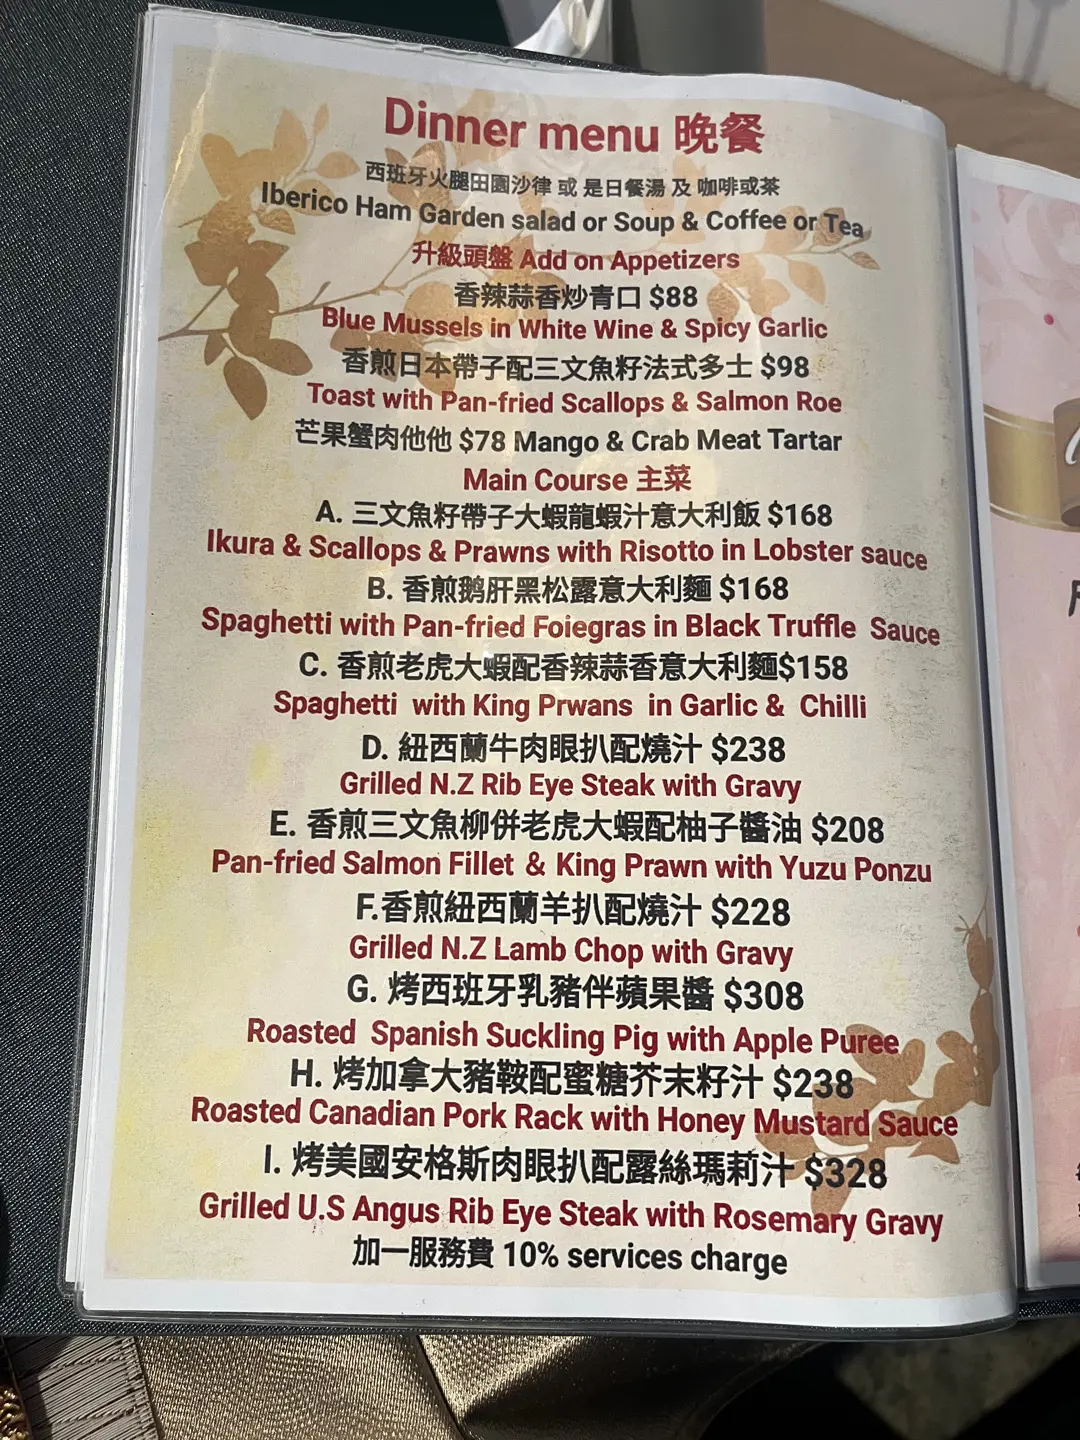 Dinner menu 晚餐
西班牙火腿田園沙律 或 是日餐湯 及 咖啡或茶
Iberico Ham Garden salad or Soup & Coffee or Tea
升級頭盤 Add on Appetizers
香辣蒜香炒青口 $88
Blue Mussels in White Wine & Spicy Garlic
香煎日本帶子配三文魚籽法式多士 $98
Toast with Pan-fried Scallops & Salmon Roe
芒果蟹肉他他 $78 Mango & Crab Meat Tartar
Main Course 主菜
A. 三文魚籽帶子大蝦龍蝦汁意大利飯 $168
Ikura & Scallops & Prawns with Risotto in Lobster sauce
B. 香煎鹅肝黑松露意大利麵 $168
Spaghetti with Pan-fried Foiegras in Black Truffle Sauce
C. 香煎老虎大蝦配香辣蒜香意大利麵$158
Spaghetti with King Prwans in Garlic & Chilli
D. 紐西蘭牛肉眼扒配燒汁 $238
Grilled N.Z Rib Eye Steak with Gravy
E. 香煎三文魚柳併老虎大蝦配柚子醬油 $208
Pan-fried Salmon Fillet & King Prawn with Yuzu Ponzu
F.香煎紐西蘭羊扒配燒汁 $228
Grilled N.Z Lamb Chop with Gravy
G. 烤西班牙乳豬伴蘋果醬 $308
Roasted Spanish Suckling Pig with Apple Puree
H. 烤加拿大豬鞍配蜜糖芥末籽汁 $238
Roasted Canadian Pork Rack with Honey Mustard Sauce
I. 烤美國安格斯肉眼扒配露絲瑪莉汁 $328
Grilled U.S Angus Rib Eye Steak with Rosemary Gravy
加一服務費 10% services charge